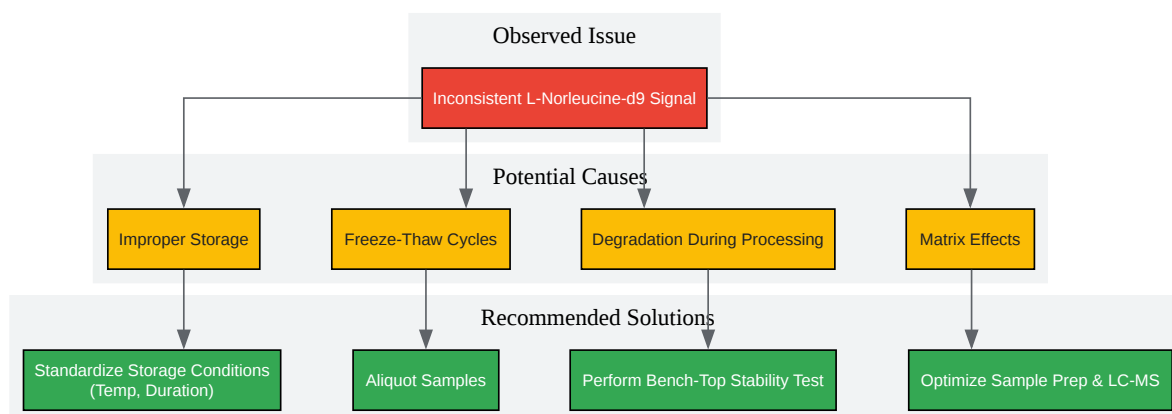 Observed Issue
Inconsistent L-Norleucine-d9 Signal
Potential Causes
Improper Storage
Freeze-Thaw Cycles
Degradation During Processing
Matrix Effects
Recommended Solutions
Standardize Storage Conditions
(Temp, Duration)
Aliquot Samples
Perform Bench-Top Stability Test
Optimize Sample Prep & LC-MS